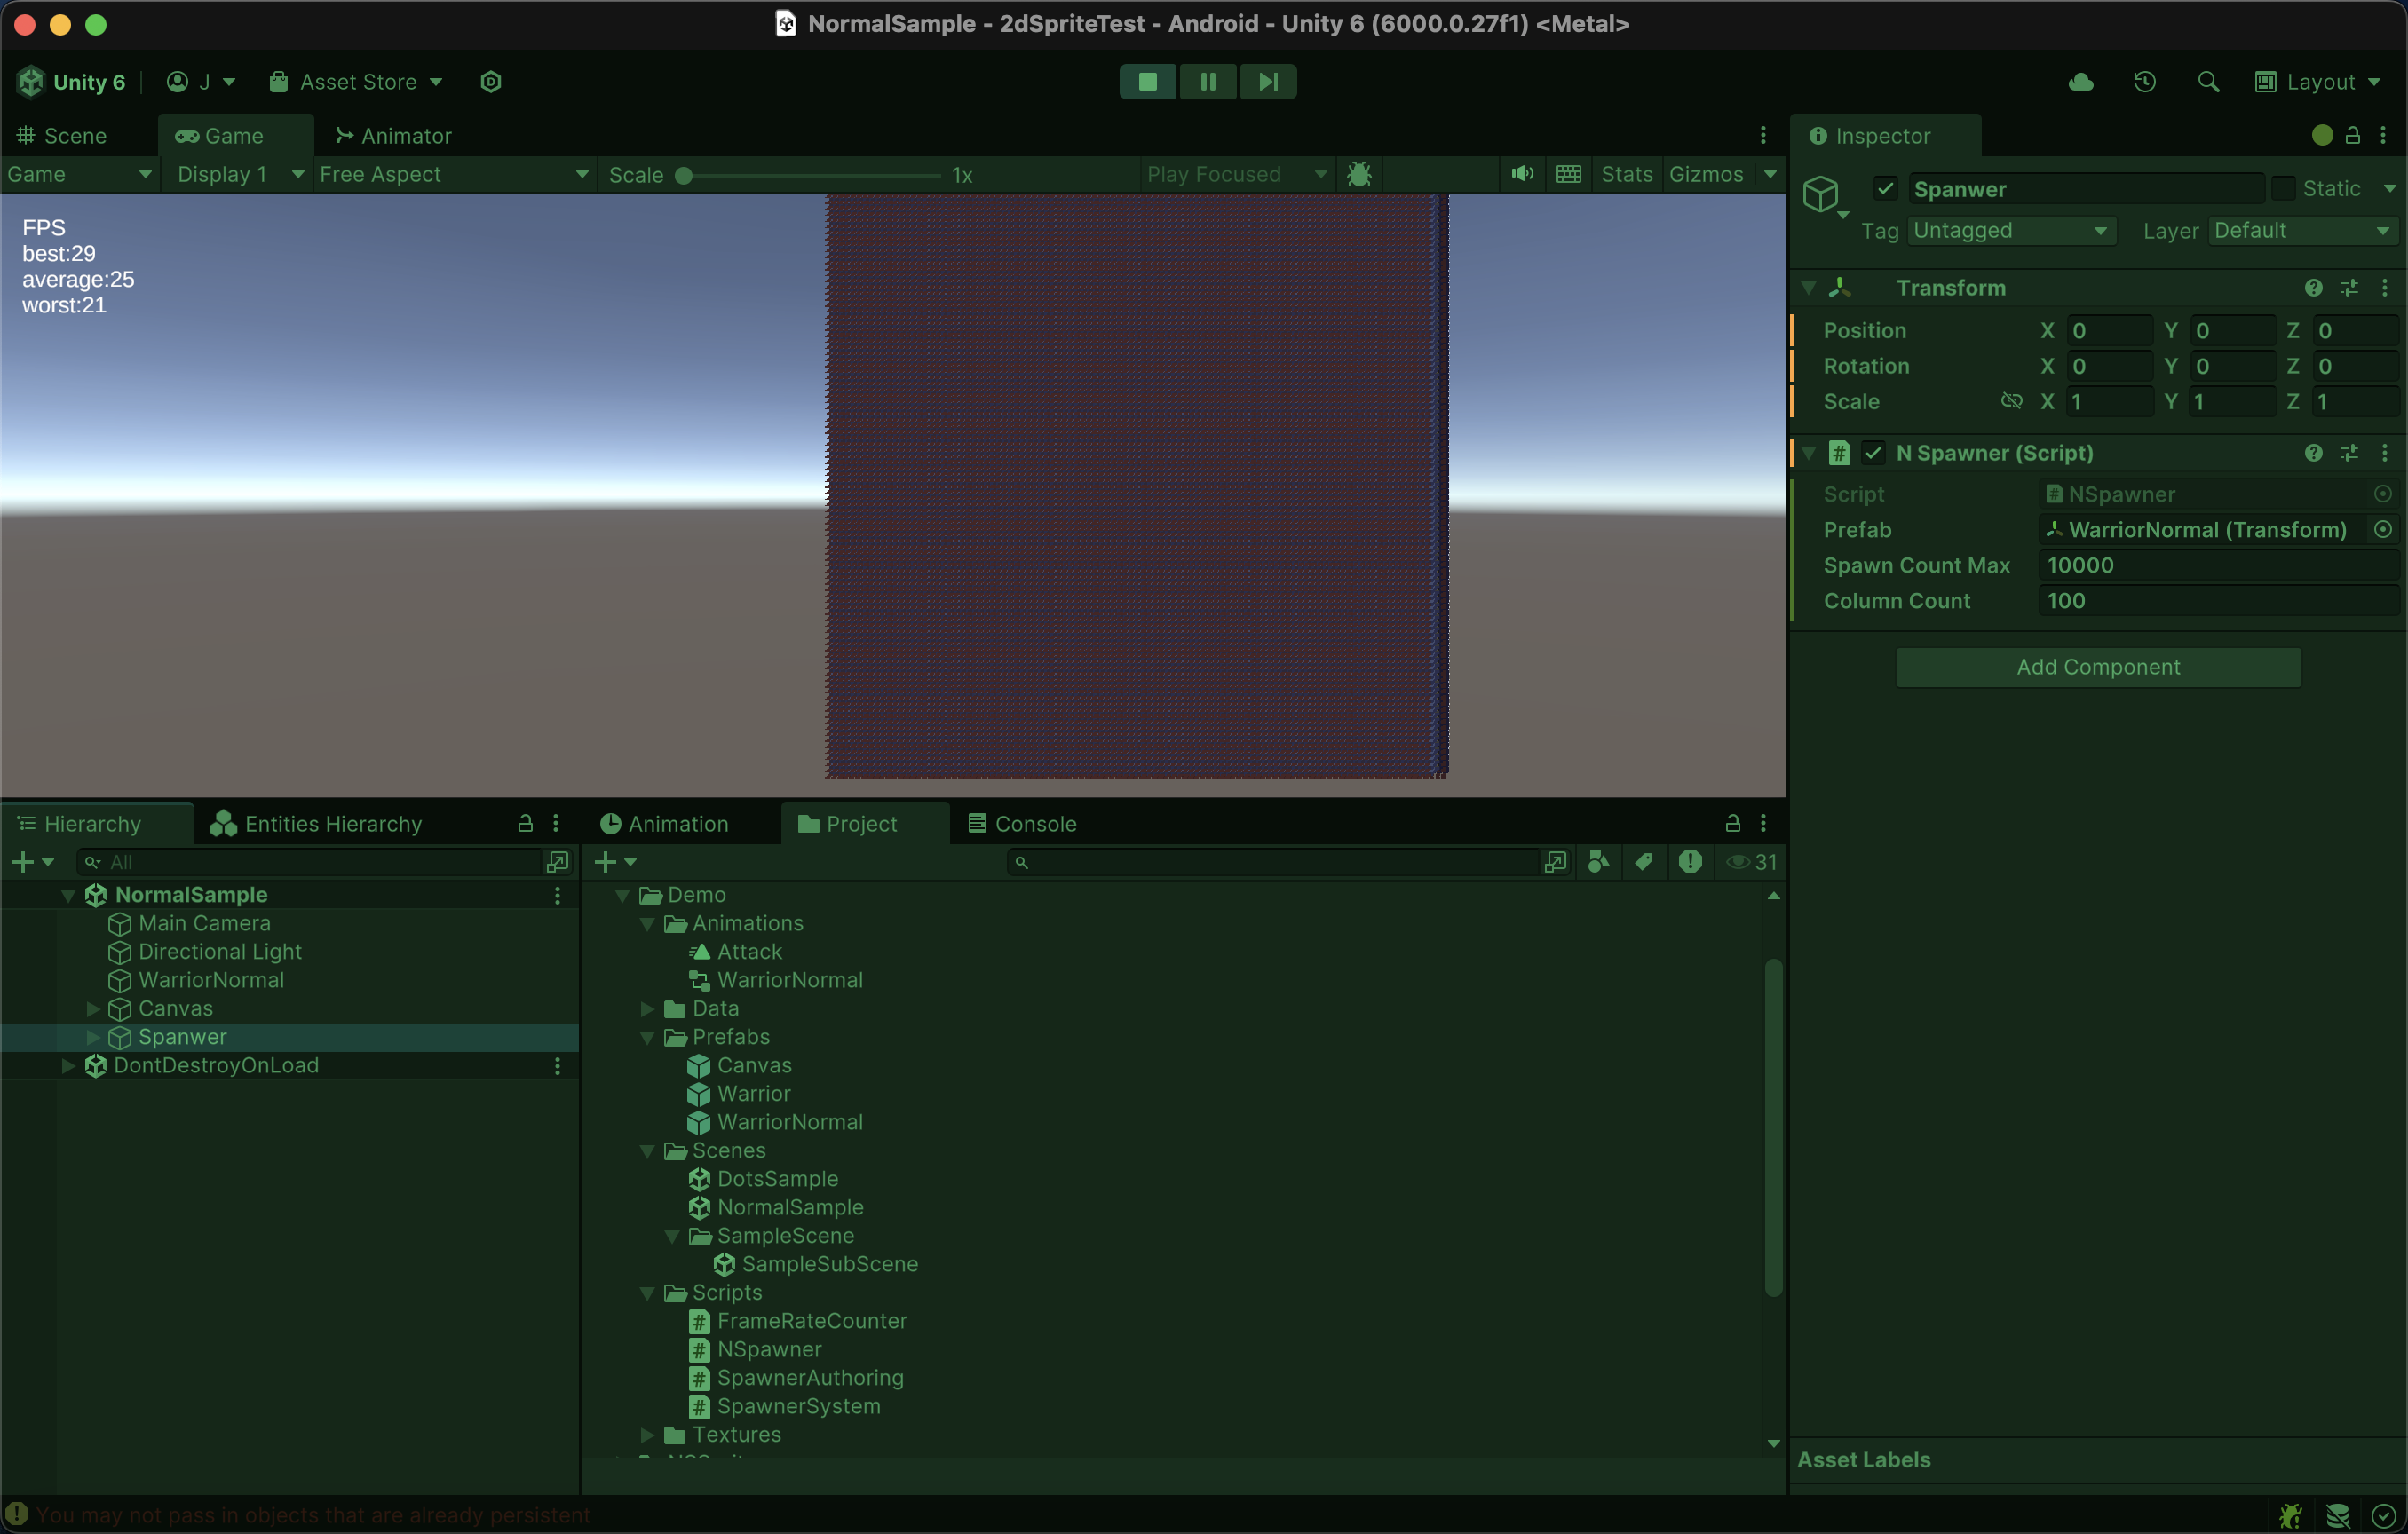 NormalSample - 2dSpriteTest - Android - Unity 6 (6000.0.27f1) <Metal>
Unity 6 J Asset Store Layout
Scene Game Animator
Game Display 1 Free Aspect Scale 1x Play Focused Stats Gizmos
FPS
best:29
average:25
worst:21
Inspector
Spanwer Static
Tag Untagged Layer Default
Transform
Position X 0 Y 0 Z 0
Rotation X 0 Y 0 Z 0
Scale X 1 Y 1 Z 1
# N Spawner (Script)
Script # NSpawner
Prefab WarriorNormal (Transform)
Spawn Count Max 10000
Column Count 100
Add Component
Asset Labels
Hierarchy Entities Hierarchy
All
NormalSample
Main Camera
Directional Light
WarriorNormal
Canvas
Spanwer
DontDestroyOnLoad
Animation Project Console
31
Demo
Animations
Attack
WarriorNormal
Data
Prefabs
Canvas
Warrior
WarriorNormal
Scenes
DotsSample
NormalSample
SampleScene
SampleSubScene
Scripts
# FrameRateCounter
# NSpawner
# SpawnerAuthoring
# SpawnerSystem
Textures
You may not pass in objects that are already persistent